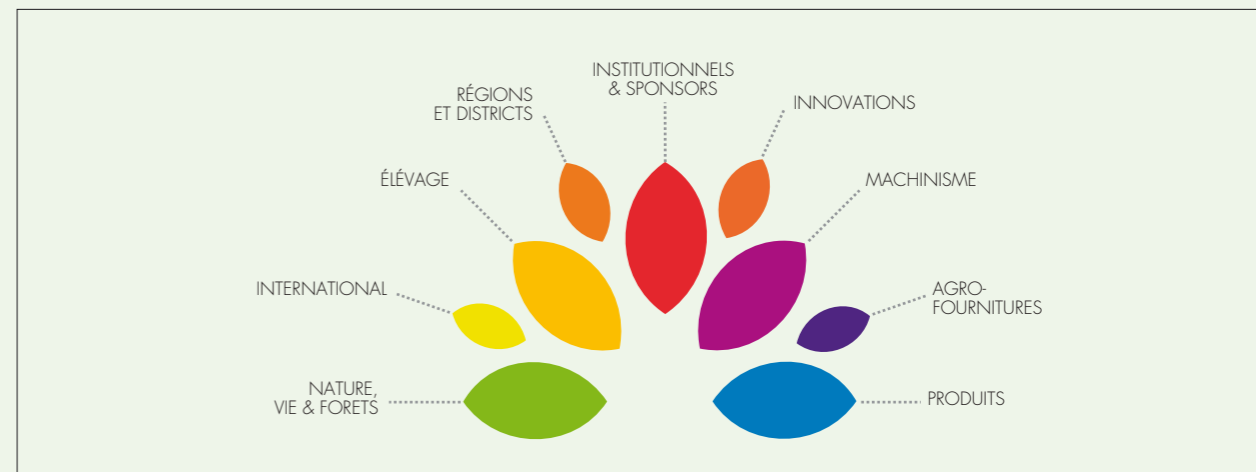 INSTITUTIONNELS
& SPONSORS
RÉGIONS
ET DISTRICTS
INNOVATIONS
ÉLÉVAGE
MACHINISME
INTERNATIONAL
AGRO-
FOURNITURES
NATURE,
VIE & FORETS
PRODUITS